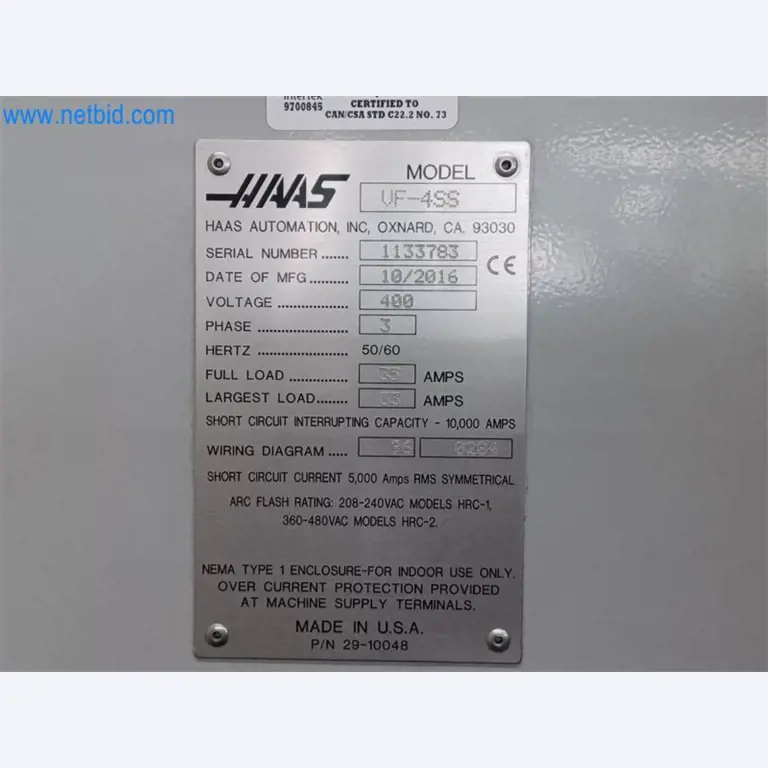 Intertek
9700845
CERTIFIED TO
CAN/CSA STD C22.2 NO. 73
www.netbid.com
HAAS
MODEL VF-4SS
HAAS AUTOMATION, INC, OXNARD, CA. 93030
SERIAL NUMBER ....... 1133783
CE
DATE OF MFG.......... 10/2016
VOLTAGE ................. 400
PHASE ...................... 3
HERTZ ...................... 50/60
FULL LOAD .............. 35 AMPS
LARGEST LOAD........ 33 AMPS
SHORT CIRCUIT INTERRUPTING CAPACITY - 10,000 AMPS
WIRING DIAGRAM .....
SHORT CIRCUIT CURRENT 5,000 Amps RMS SYMMETRICAL
ARC FLASH RATING: 208-240VAC MODELS HRC-1,
360-480VAC MODELS HRC-2.
NEMA TYPE 1 ENCLOSURE-FOR INDOOR USE ONLY.
OVER CURRENT PROTECTION PROVIDED
AT MACHINE SUPPLY TERMINALS.
MADE IN U.S.A.
P/N 29-10048